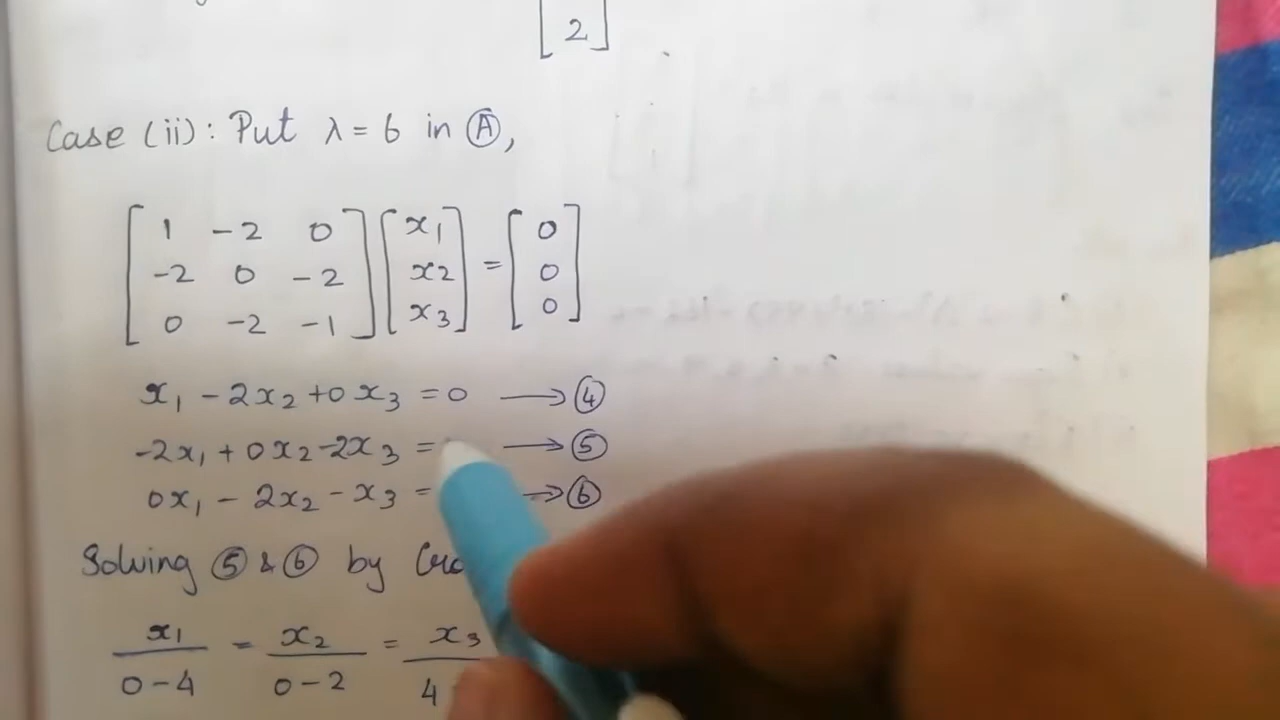 2
Case (ii): Put λ = 6 in Ⓐ,
[ 1 -2 0 ] [ x₁ ] = [ 0 ]
[ -2 0 -2 ] [ x2 ] [ 0 ]
[ 0 -2 -1 ] [ x₃ ] [ 0 ]
x₁ - 2x₂ + 0x₃ = 0 → ④
-2x₁ + 0x₂ - 2x₃ = → ⑤
0x₁ - 2x₂ - x₃ = → ⑥
Solving ⑤ & ⑥ by
x₁ = x₂ = x₃
0-4 0-2 4